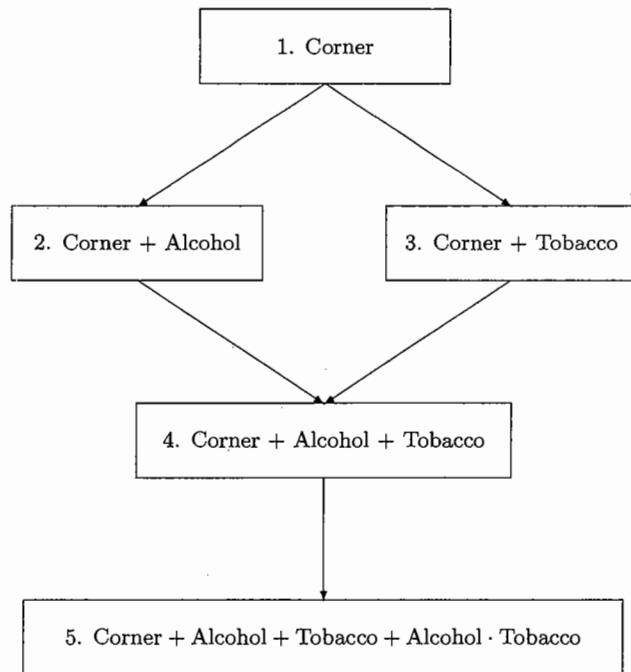 1. Corner
2. Corner + Alcohol
3. Corner + Tobacco
4. Corner + Alcohol + Tobacco
5. Corner + Alcohol + Tobacco + Alcohol · Tobacco